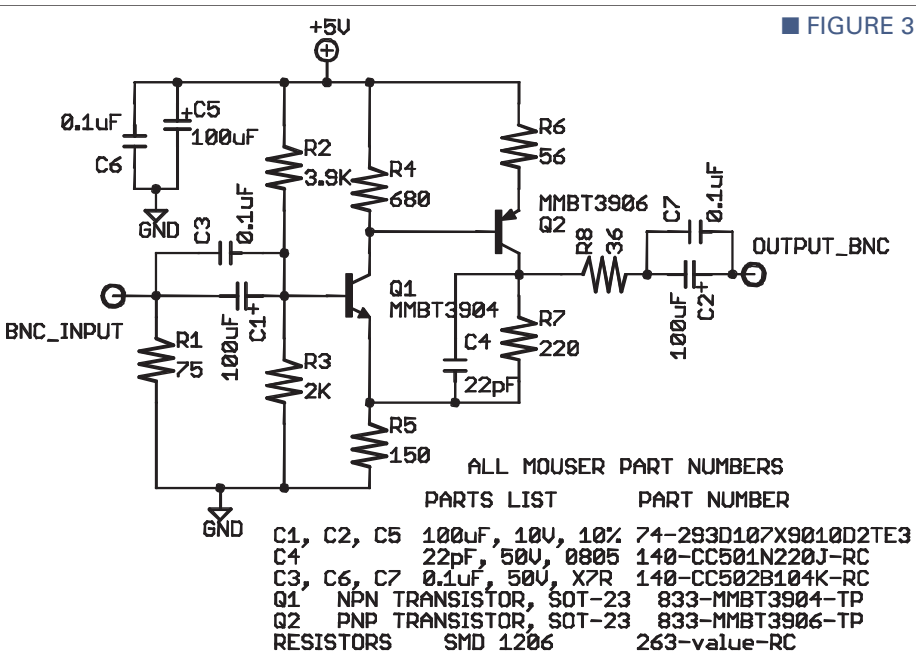 ■ FIGURE 3
+5V
0.1uF
C6
+C5
100uF
GND
R2
3.9K
R4
680
R6
56
MMBT3906
Q2
C3
0.1uF
BNC_INPUT
R1
75
100uF
C1+
R3
2K
Q1
MMBT3904
C4
22pF
R7
220
R8
36
C7
0.1uF
100uF
C2+
OUTPUT_BNC
R5
150
GND
ALL MOUSER PART NUMBERS
PARTS LIST PART NUMBER
C1, C2, C5 100uF, 10V, 10% 74-293D107X9010D2TE3
C4 22pF, 50V, 0805 140-CC501N220J-RC
C3, C6, C7 0.1uF, 50V, X7R 140-CC502B104K-RC
Q1 NPN TRANSISTOR, SOT-23 833-MMBT3904-TP
Q2 PNP TRANSISTOR, SOT-23 833-MMBT3906-TP
RESISTORS SMD 1206 263-value-RC